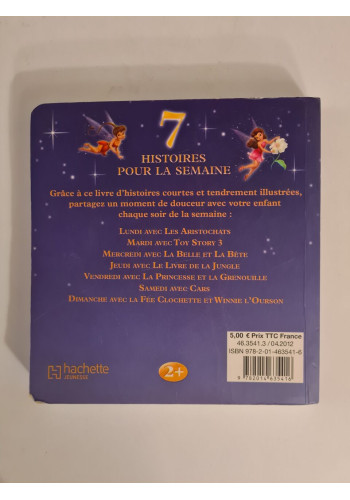 7
HISTOIRES
POUR LA SEMAINE
Grâce à ce livre d'histoires courtes et tendrement illustrées,
partagez un moment de douceur avec votre enfant
chaque soir de la semaine :
LUNDI AVEC LES ARISTOCHATS
MARDI AVEC TOY STORY 3
MERCREDI AVEC LA BELLE ET LA BÊTE
JEUDI AVEC LE LIVRE DE LA JUNGLE
VENDREDI AVEC LA PRINCESSE ET LA GRENOUILLE
SAMEDI AVEC CARS
DIMANCHE AVEC LA FÉE CLOCHETTE ET WINNIE L'OURSON
5,00 € Prix TTC France
46.3541.3 / 04.2012
ISBN 978-2-01-463541-6
9 782014 635416
hachette
JEUNESSE
2+